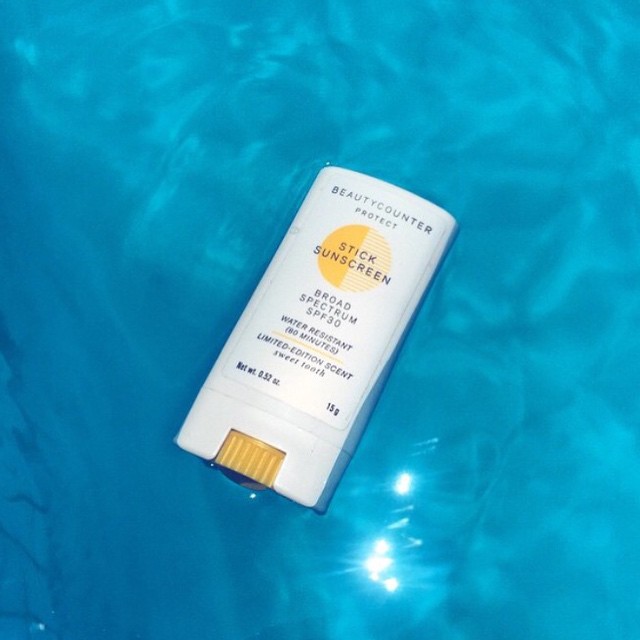 BEAUTYCOUNTER
PROTECT
STICK
SUNSCREEN
BROAD
SPECTRUM
SPF30
WATER RESISTANT
(80 MINUTES)
LIMITED-EDITION SCENT
sweet tooth
Net wt. 0.52 oz.
15 g